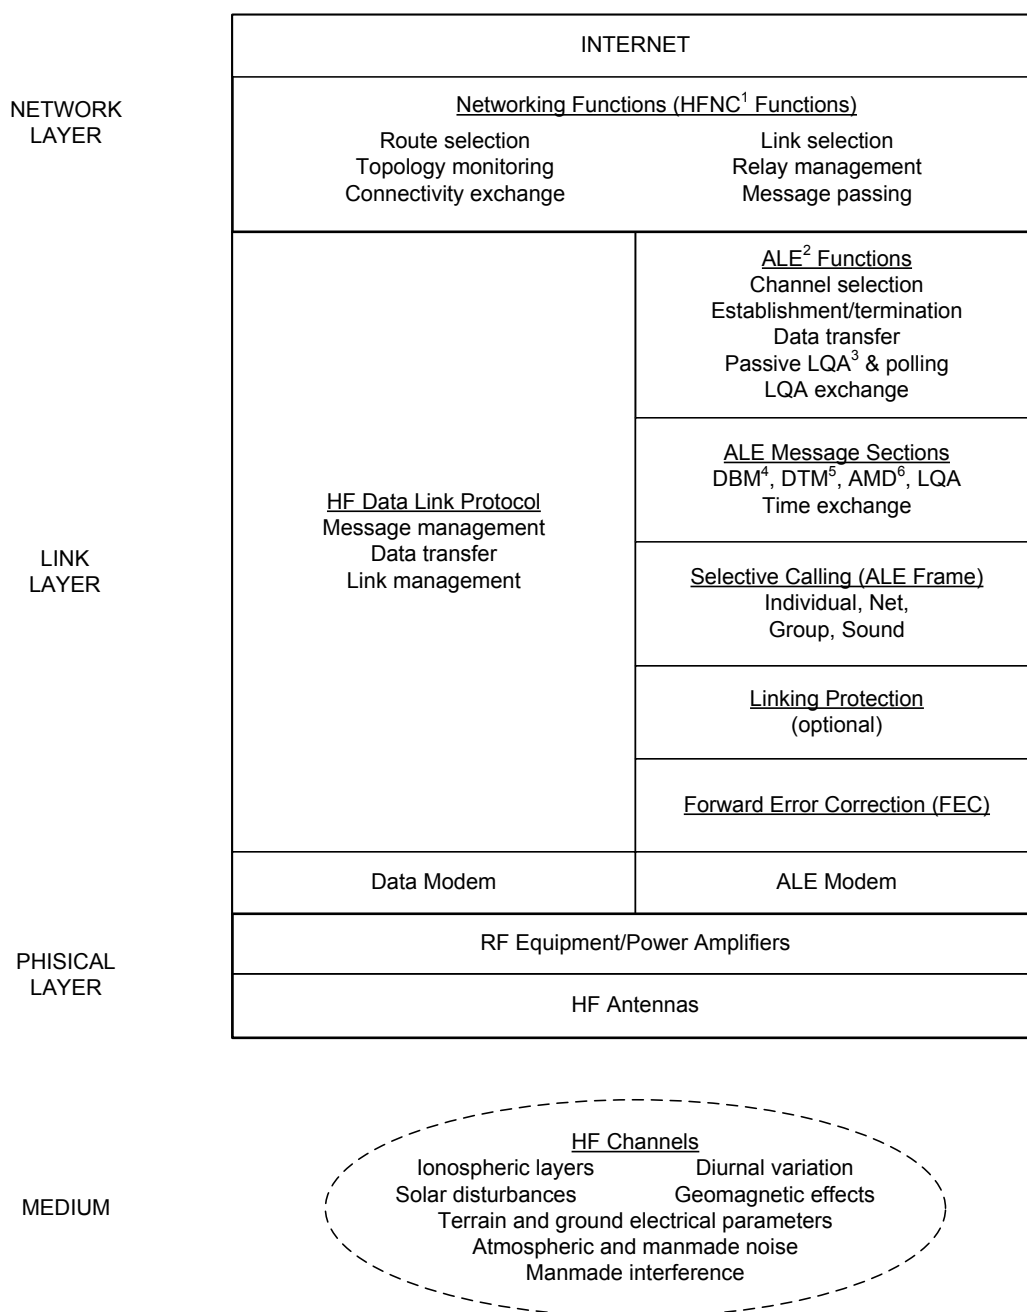 INTERNET
NETWORK
LAYER
Networking Functions (HFNC¹ Functions)
Route selection
Topology monitoring
Connectivity exchange
Link selection
Relay management
Message passing
LINK
LAYER
HF Data Link Protocol
Message management
Data transfer
Link management
ALE² Functions
Channel selection
Establishment/termination
Data transfer
Passive LQA³ & polling
LQA exchange
ALE Message Sections
DBM⁴, DTM⁵, AMD⁶, LQA
Time exchange
Selective Calling (ALE Frame)
Individual, Net,
Group, Sound
Linking Protection
(optional)
Forward Error Correction (FEC)
Data Modem
ALE Modem
PHISICAL
LAYER
RF Equipment/Power Amplifiers
HF Antennas
MEDIUM
HF Channels
Ionospheric layers
Diurnal variation
Solar disturbances
Geomagnetic effects
Terrain and ground electrical parameters
Atmospheric and manmade noise
Manmade interference